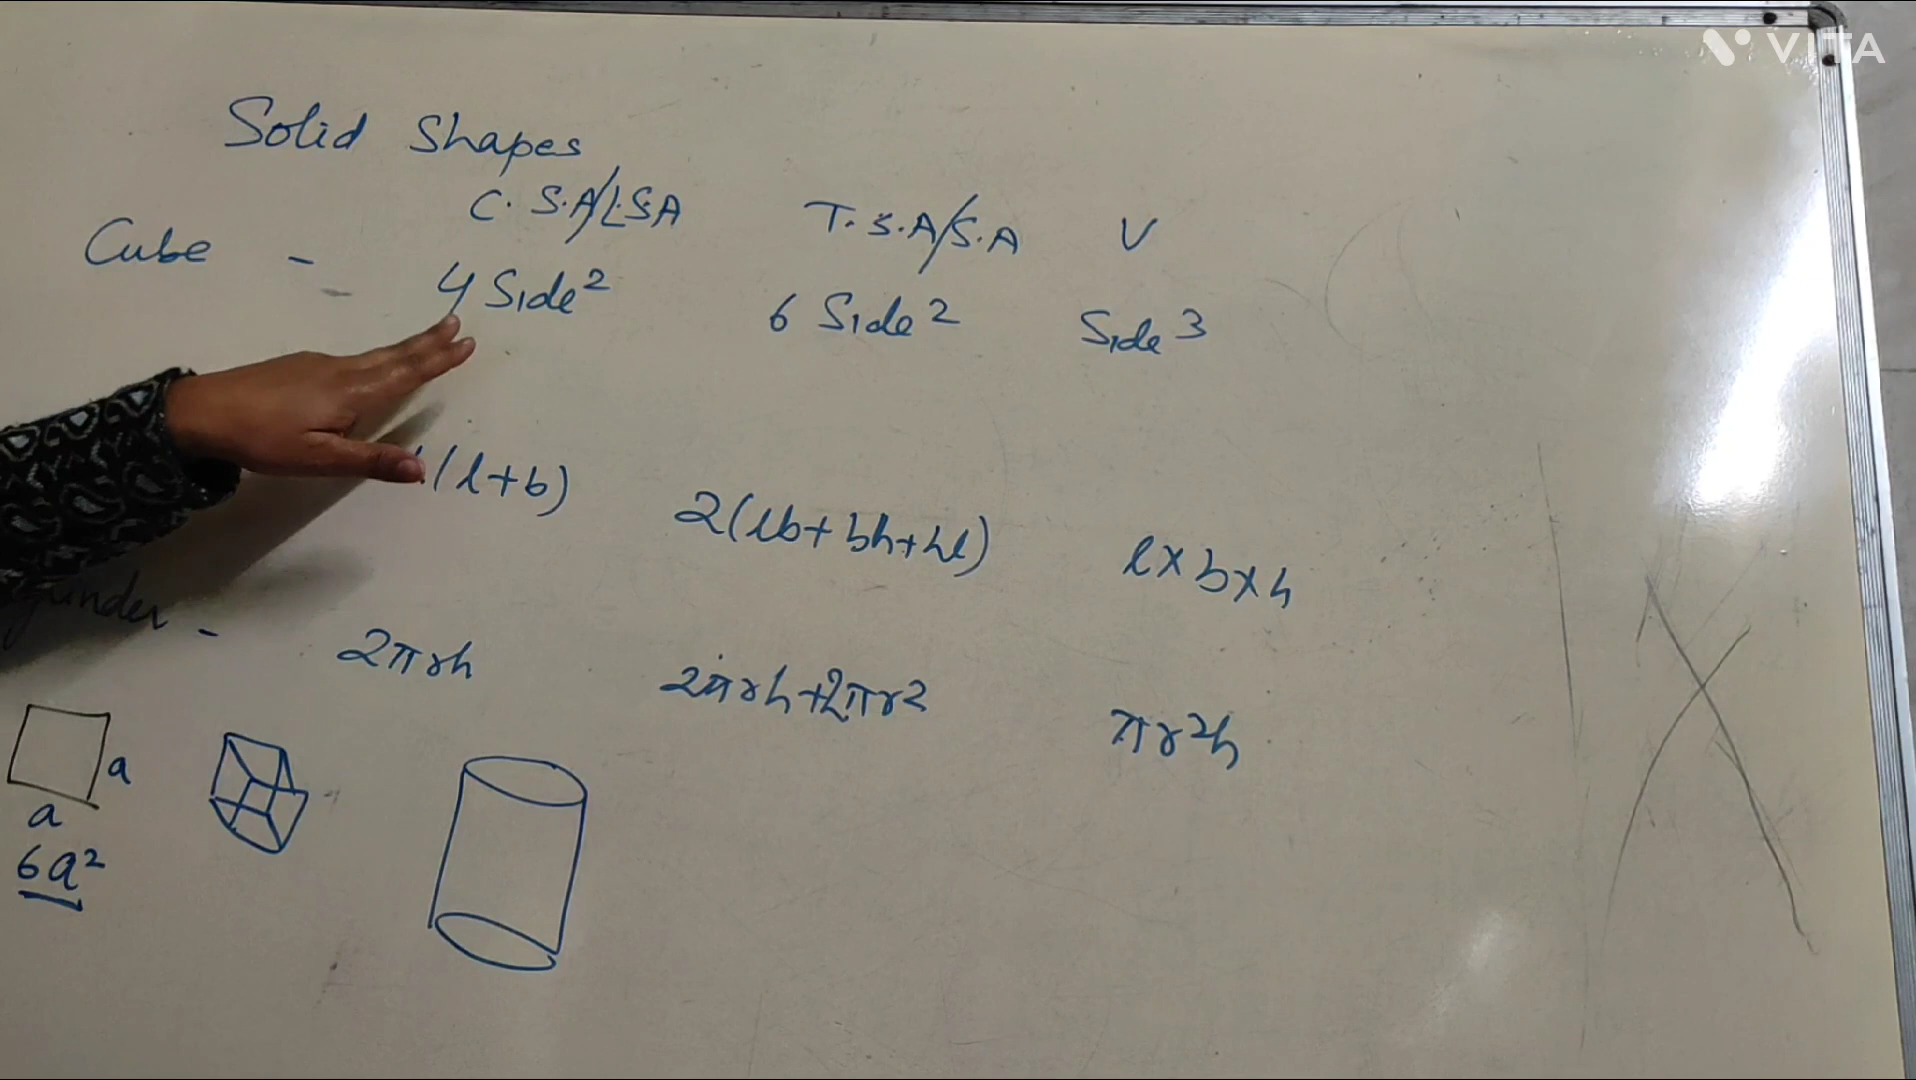 VITA
Solid Shapes
C. S.A/L.S.A T. S.A/S.A V
Cube - 4 Side² 6 Side² Side³
(l+b) 2(lb+bh+hl) l×b×h
- 2πrh 2πrh+2πr² πr²h
a
a
6a²